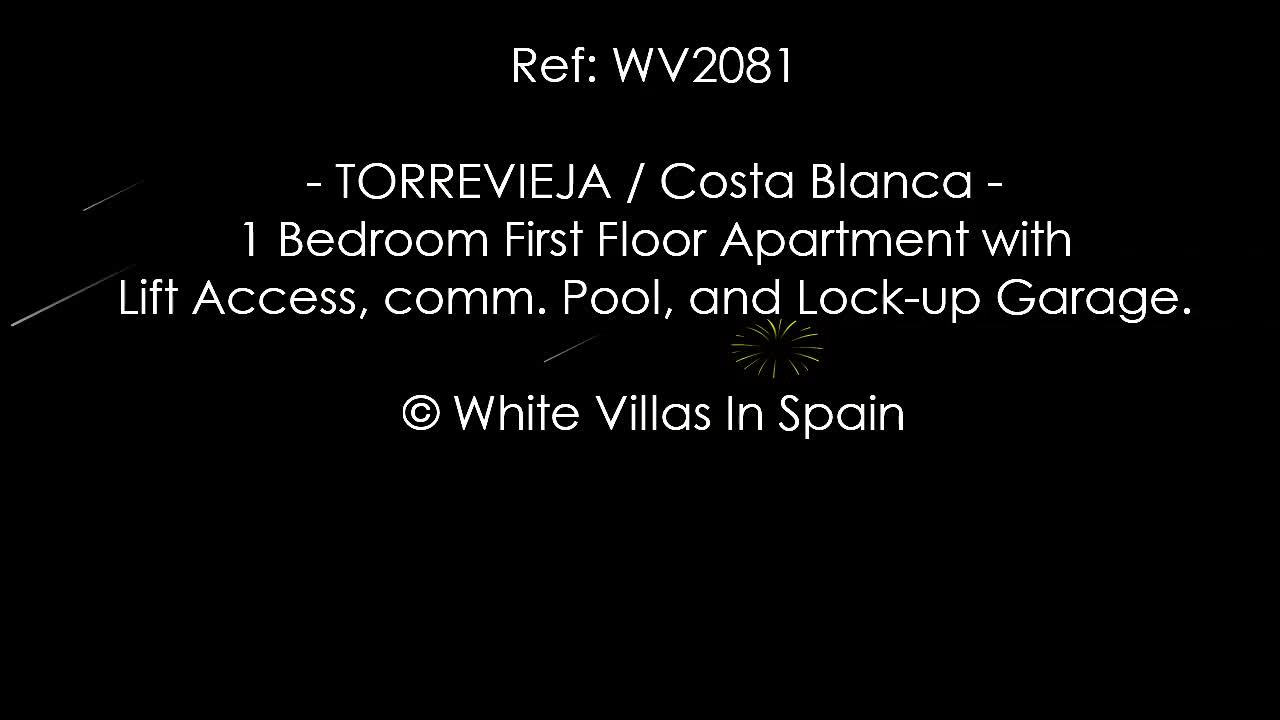 Ref: WV2081
- TORREVIEJA / Costa Blanca -
1 Bedroom First Floor Apartment with
Lift Access, comm. Pool, and Lock-up Garage.
© White Villas In Spain